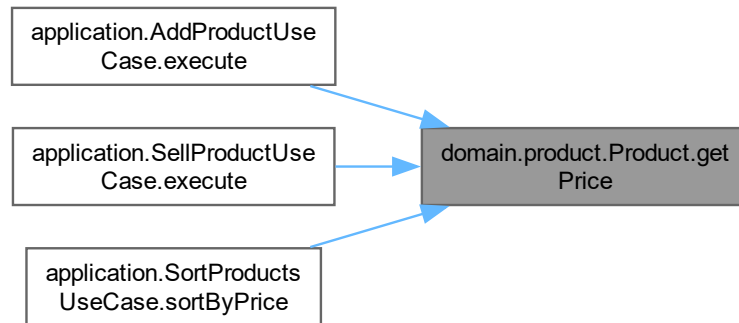 application.AddProductUse
Case.execute
application.SellProductUse
Case.execute
domain.product.Product.get
Price
application.SortProducts
UseCase.sortByPrice